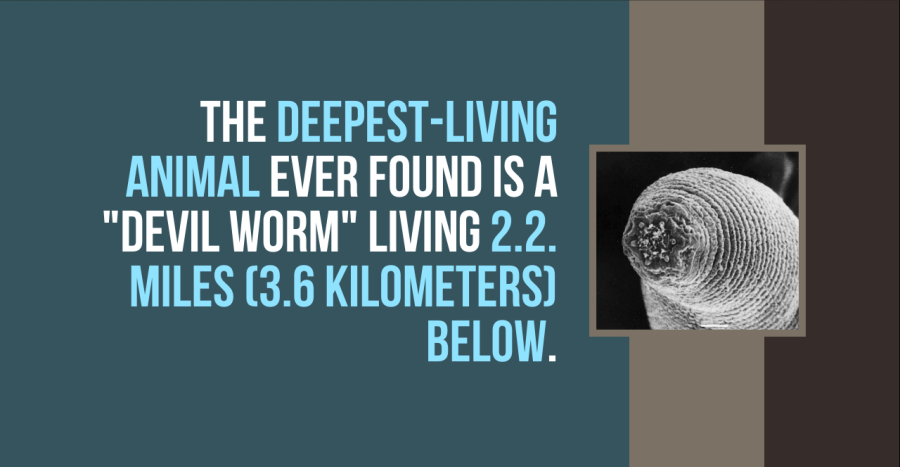 THE DEEPEST-LIVING
ANIMAL EVER FOUND IS A
"DEVIL WORM" LIVING 2.2.
MILES (3.6 KILOMETERS)
BELOW.